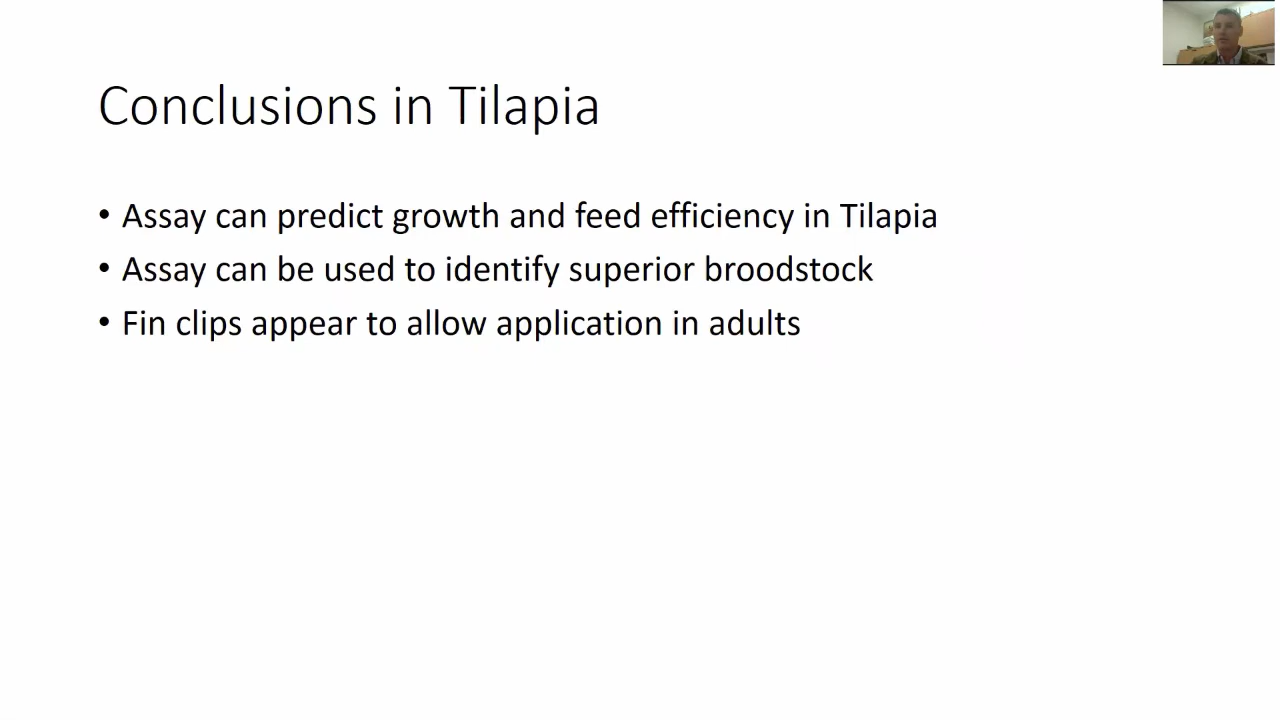 Conclusions in Tilapia
• Assay can predict growth and feed efficiency in Tilapia
• Assay can be used to identify superior broodstock
• Fin clips appear to allow application in adults